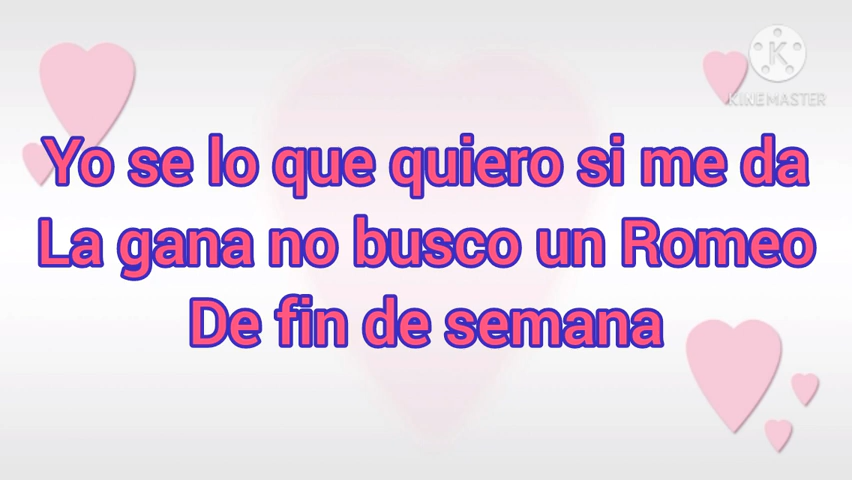 KINEMASTER
Yo se lo que quiero si me da
La gana no busco un Romeo
De fin de semana